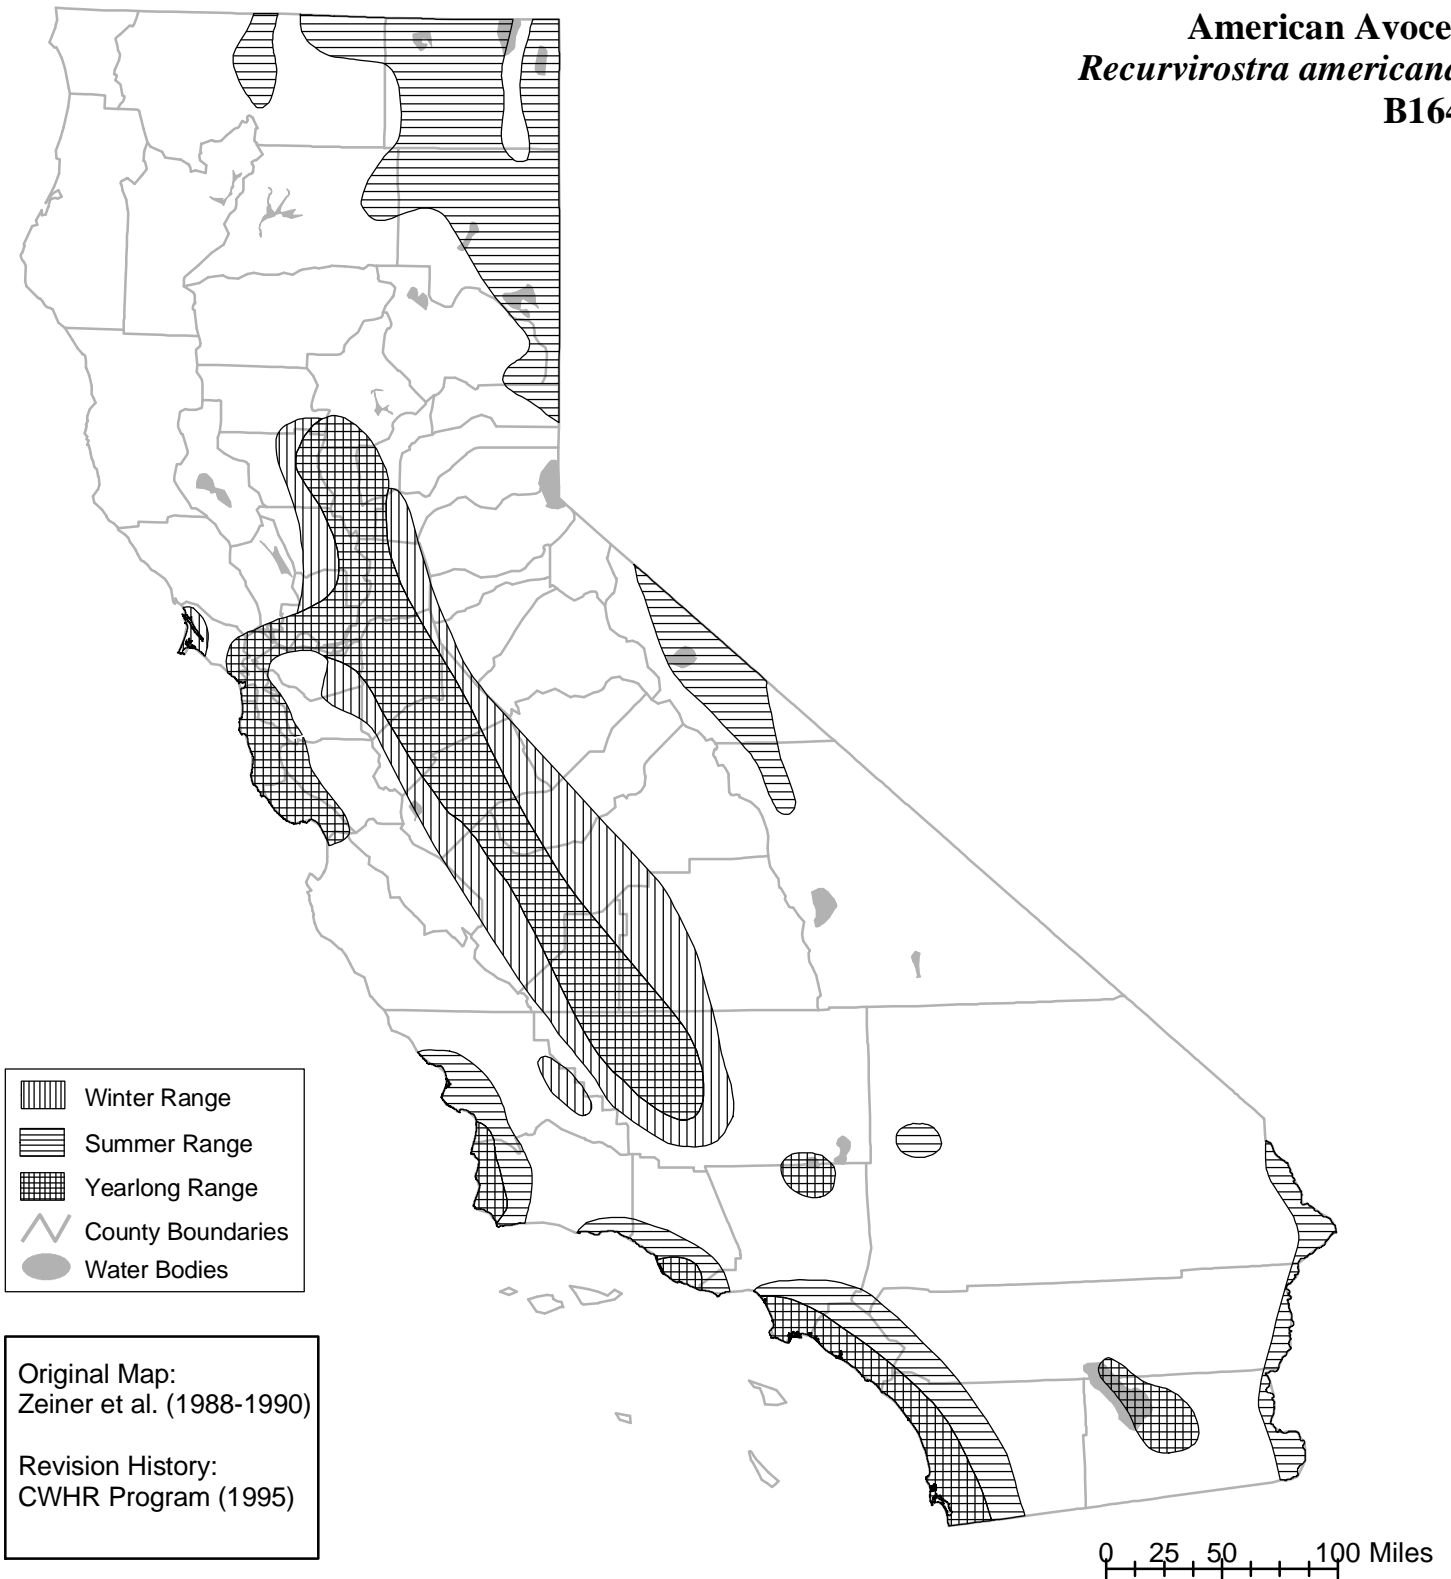 American Avoce
Recurvirostra american
B164
Winter Range
Summer Range
Yearlong Range
County Boundaries
Water Bodies
Original Map:
Zeiner et al. (1988-1990)
Revision History:
CWHR Program (1995)
0 25 50 100 Miles